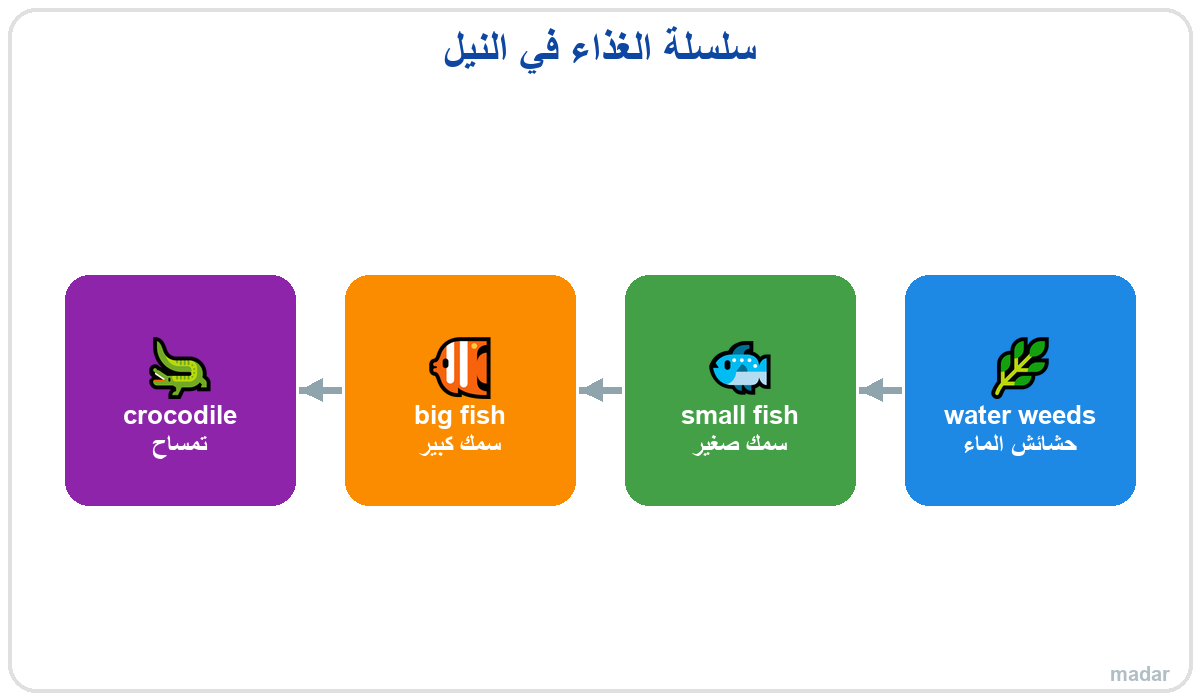 سلسلة الغذاء في النيل
water weeds
حشائش الماء
small fish
سمك صغير
big fish
سمك كبير
crocodile
تمساح
madar